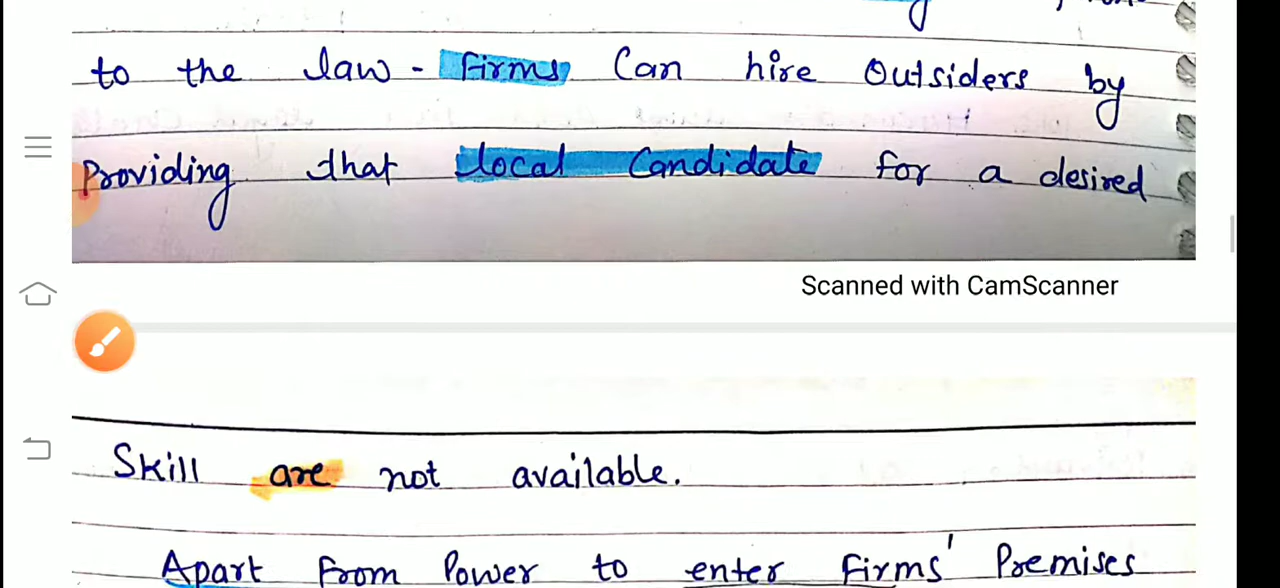 to the law - firms can hire outsiders by
Providing that local candidate for a desired
Scanned with CamScanner
Skill are not available.
Apart from Power to enter firms' Premises